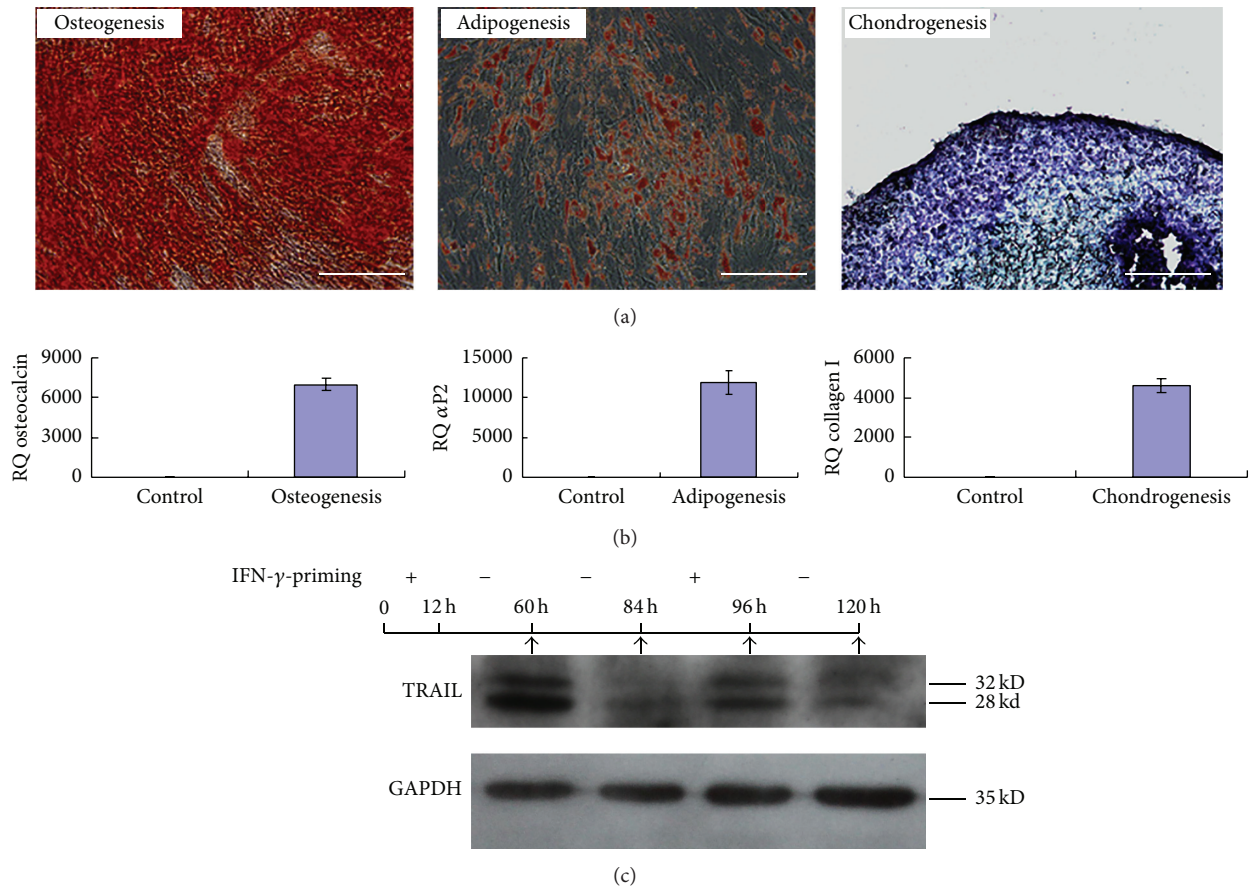 Osteogenesis
Adipogenesis
Chondrogenesis
(a)
RQ osteocalcin
9000
6000
3000
0
Control
Osteogenesis
RQ αP2
15000
10000
5000
0
Control
Adipogenesis
RQ collagen I
6000
4000
2000
0
Control
Chondrogenesis
(b)
IFN-γ-priming + − − + −
0 12 h 60 h 84 h 96 h 120 h
TRAIL
32 kD
28 kd
GAPDH
35 kD
(c)